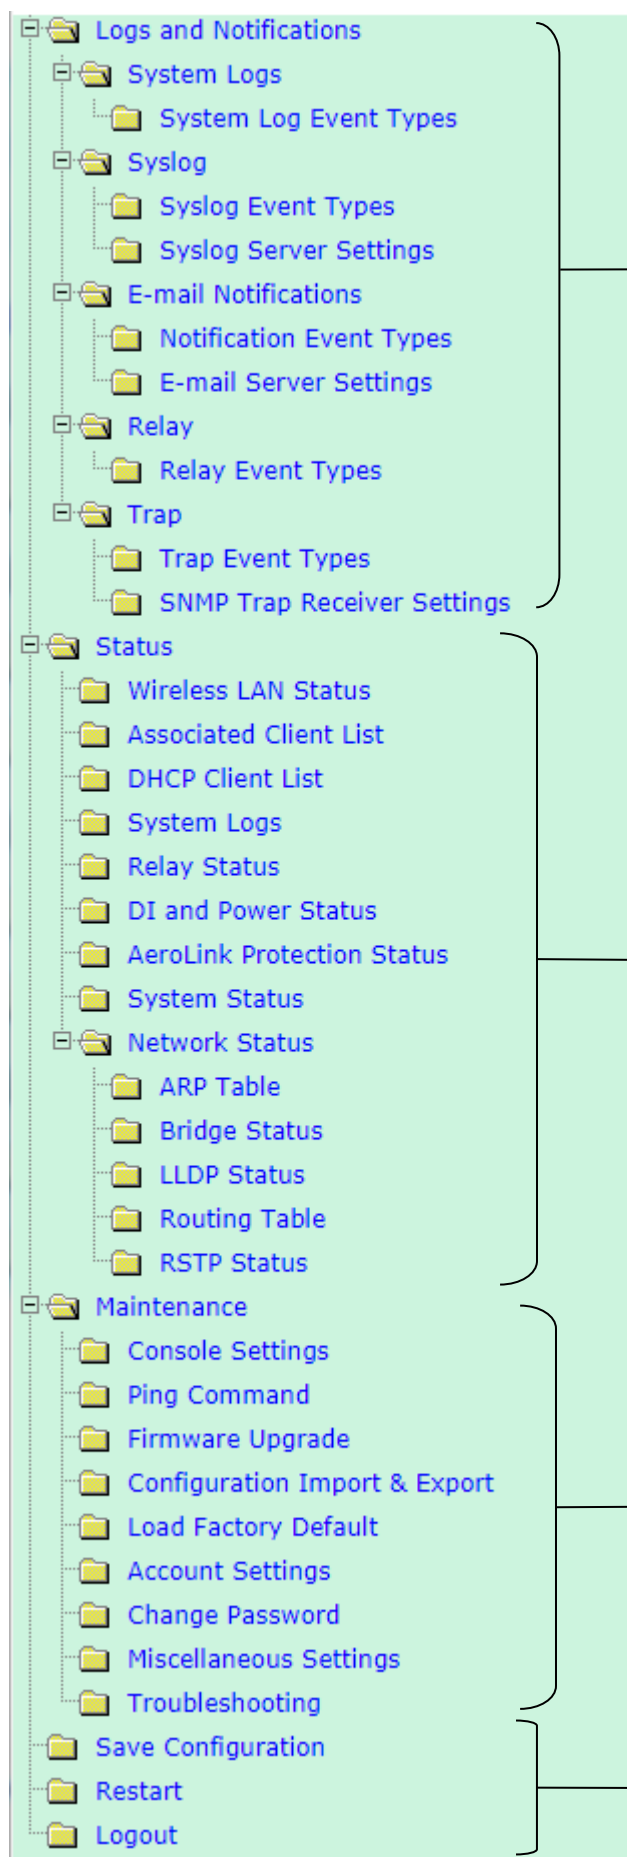 Logs and Notifications
System Logs
System Log Event Types
Syslog
Syslog Event Types
Syslog Server Settings
E-mail Notifications
Notification Event Types
E-mail Server Settings
Relay
Relay Event Types
Trap
Trap Event Types
SNMP Trap Receiver Settings
Status
Wireless LAN Status
Associated Client List
DHCP Client List
System Logs
Relay Status
DI and Power Status
AeroLink Protection Status
System Status
Network Status
ARP Table
Bridge Status
LLDP Status
Routing Table
RSTP Status
Maintenance
Console Settings
Ping Command
Firmware Upgrade
Configuration Import & Export
Load Factory Default
Account Settings
Change Password
Miscellaneous Settings
Troubleshooting
Save Configuration
Restart
Logout